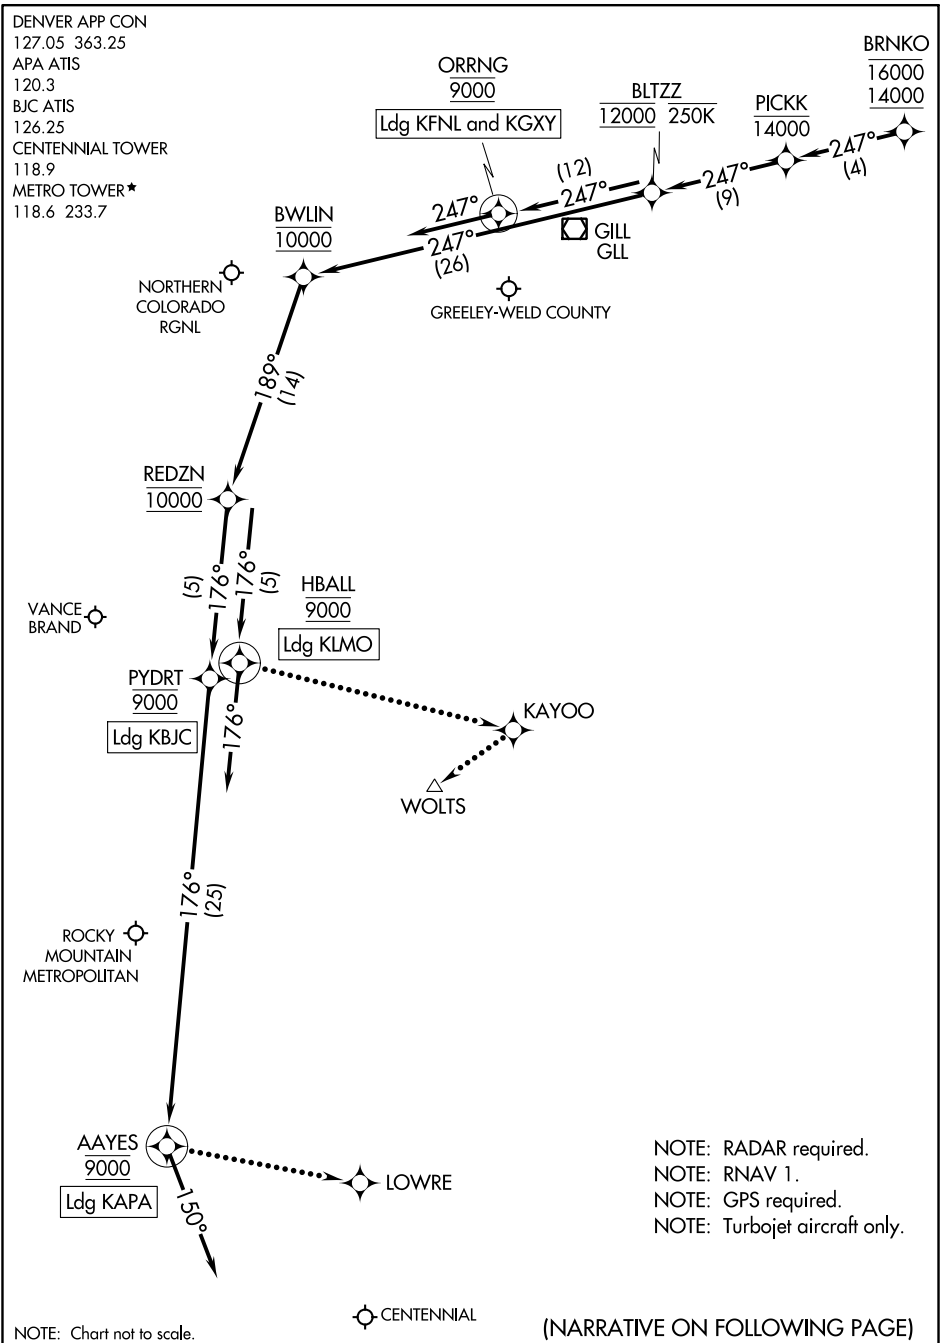 DENVER APP CON
127.05 363.25
APA ATIS
120.3
BJC ATIS
126.25
CENTENNIAL TOWER
118.9
METRO TOWER★
118.6 233.7
ORRNG
9000
Ldg KFNL and KGXY
BLTZZ
12000 250K
PICKK
14000
BRNKO
16000
14000
247°
(4)
247°
(9)
(12)
247°
247°
247°
(26)
GILL
GLL
BWLIN
10000
NORTHERN
COLORADO
RGNL
GREELEY-WELD COUNTY
189°
(14)
REDZN
10000
(5)
176°
176°
(5)
HBALL
9000
Ldg KLMO
VANCE
BRAND
PYDRT
9000
Ldg KBJC
176°
KAYOO
WOLTS
176°
(25)
ROCKY
MOUNTAIN
METROPOLITAN
AAYES
9000
Ldg KAPA
150°
LOWRE
NOTE: RADAR required.
NOTE: RNAV 1.
NOTE: GPS required.
NOTE: Turbojet aircraft only.
CENTENNIAL
NOTE: Chart not to scale.
(NARRATIVE ON FOLLOWING PAGE)